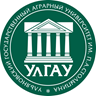 УЛЬЯНОВСКИЙ ГОСУДАРСТВЕННЫЙ АГРАРНЫЙ УНИВЕРСИТЕТ ИМ. П.А. СТОЛЫПИНА
УЛГАУ